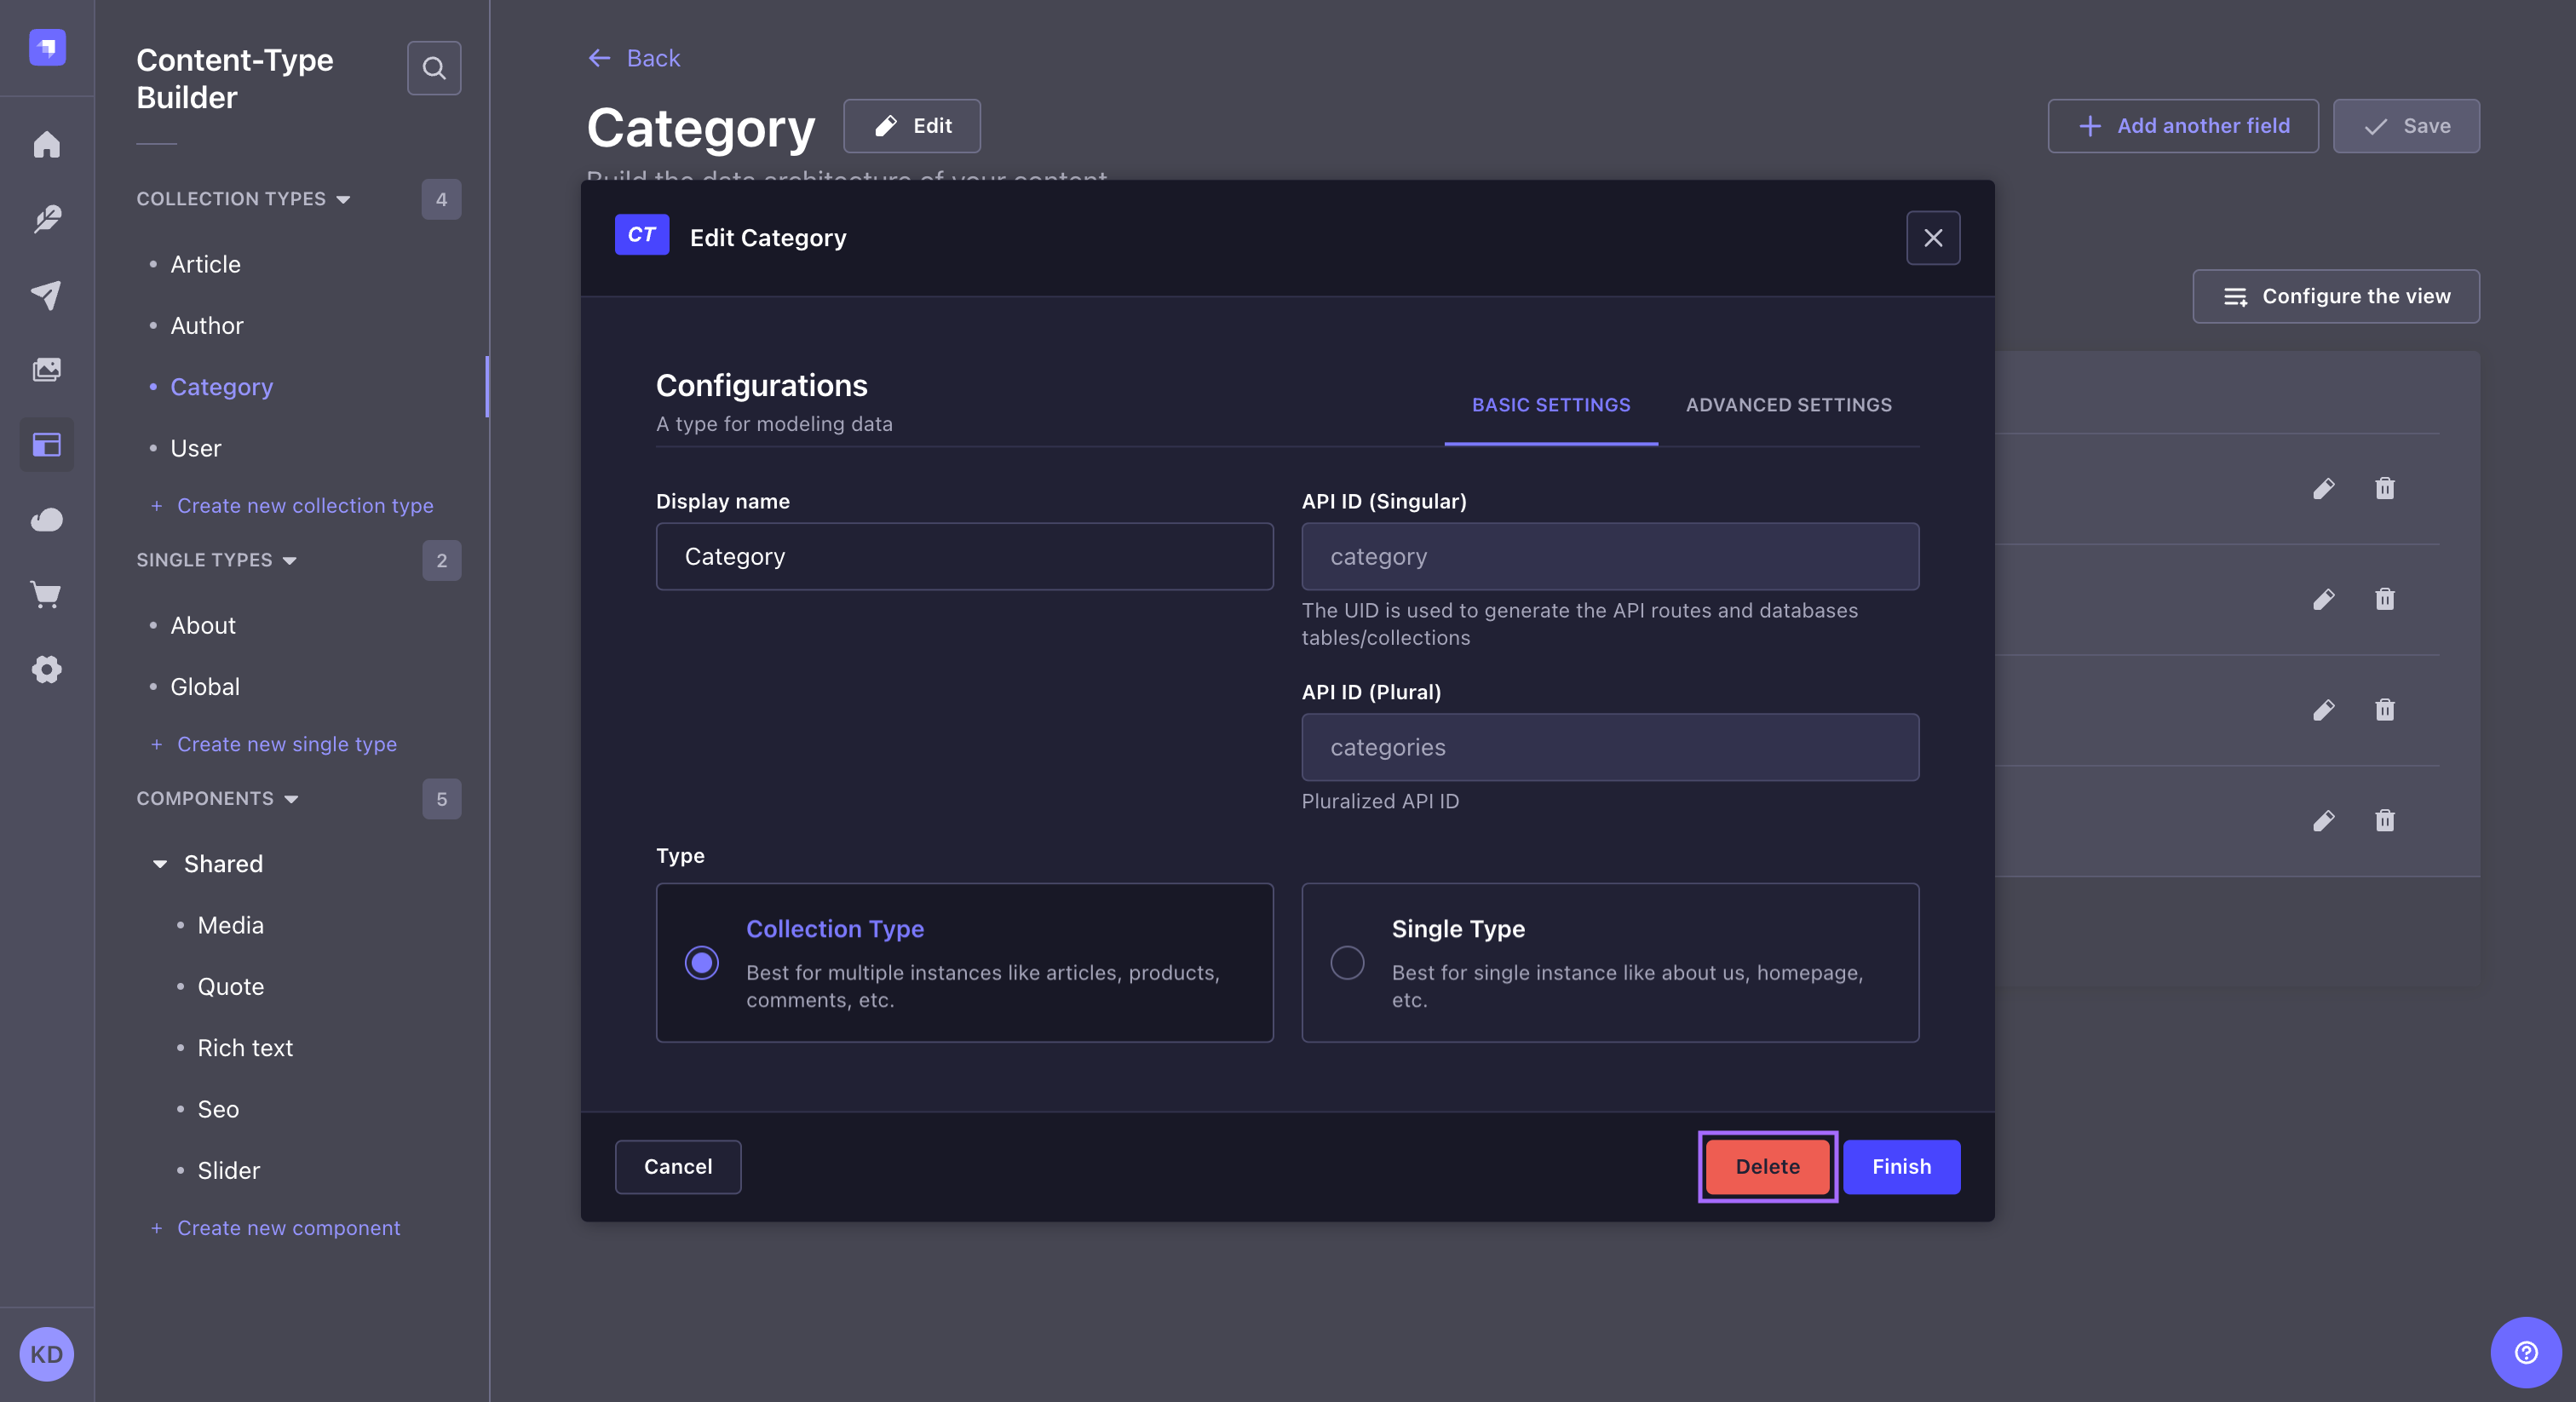 Content-Type
Builder
COLLECTION TYPES
4
Article
Author
Category
User
+ Create new collection type
SINGLE TYPES
2
About
Global
+ Create new single type
COMPONENTS
5
Shared
Media
Quote
Rich text
Seo
Slider
+ Create new component
KD
Back
Category
Edit
Add another field
Save
Build the data architecture of your content
Configure the view
CT
Edit Category
Configurations
A type for modeling data
BASIC SETTINGS
ADVANCED SETTINGS
Display name
Category
API ID (Singular)
category
The UID is used to generate the API routes and databases
tables/collections
API ID (Plural)
categories
Pluralized API ID
Type
Collection Type
Best for multiple instances like articles, products,
comments, etc.
Single Type
Best for single instance like about us, homepage,
etc.
Cancel
Delete
Finish